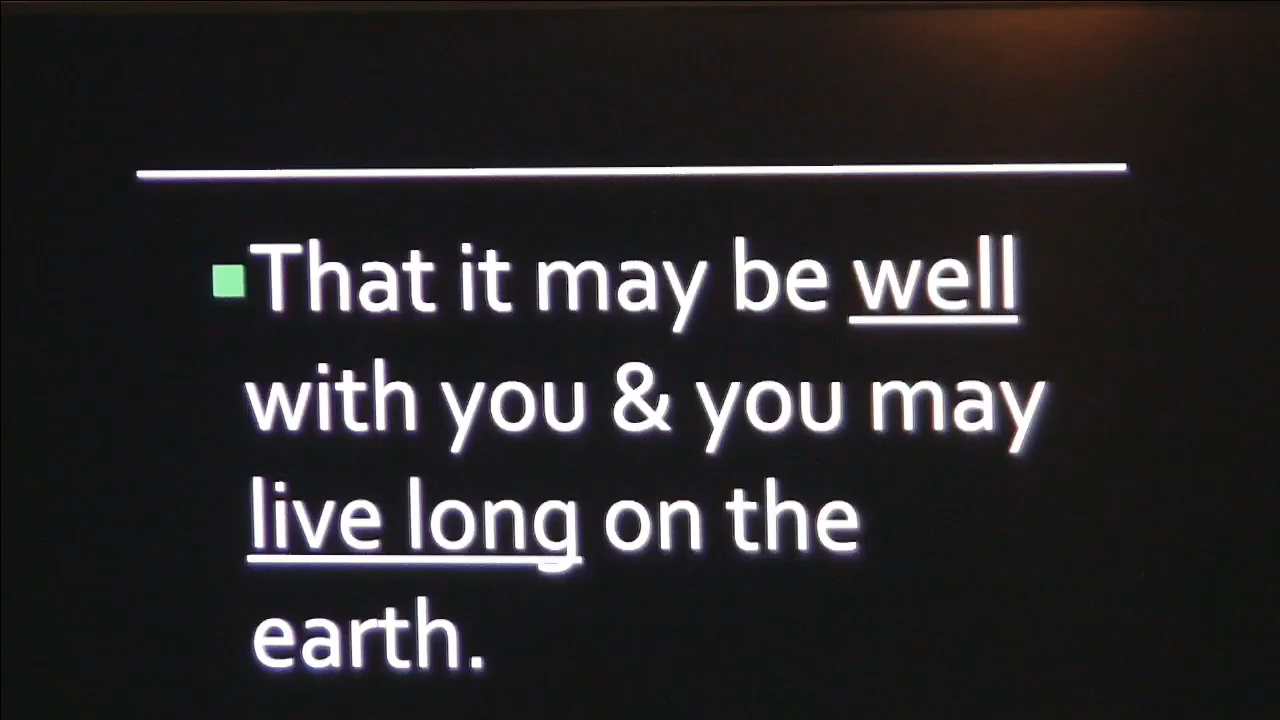 That it may be well
with you & you may
live long on the
earth.